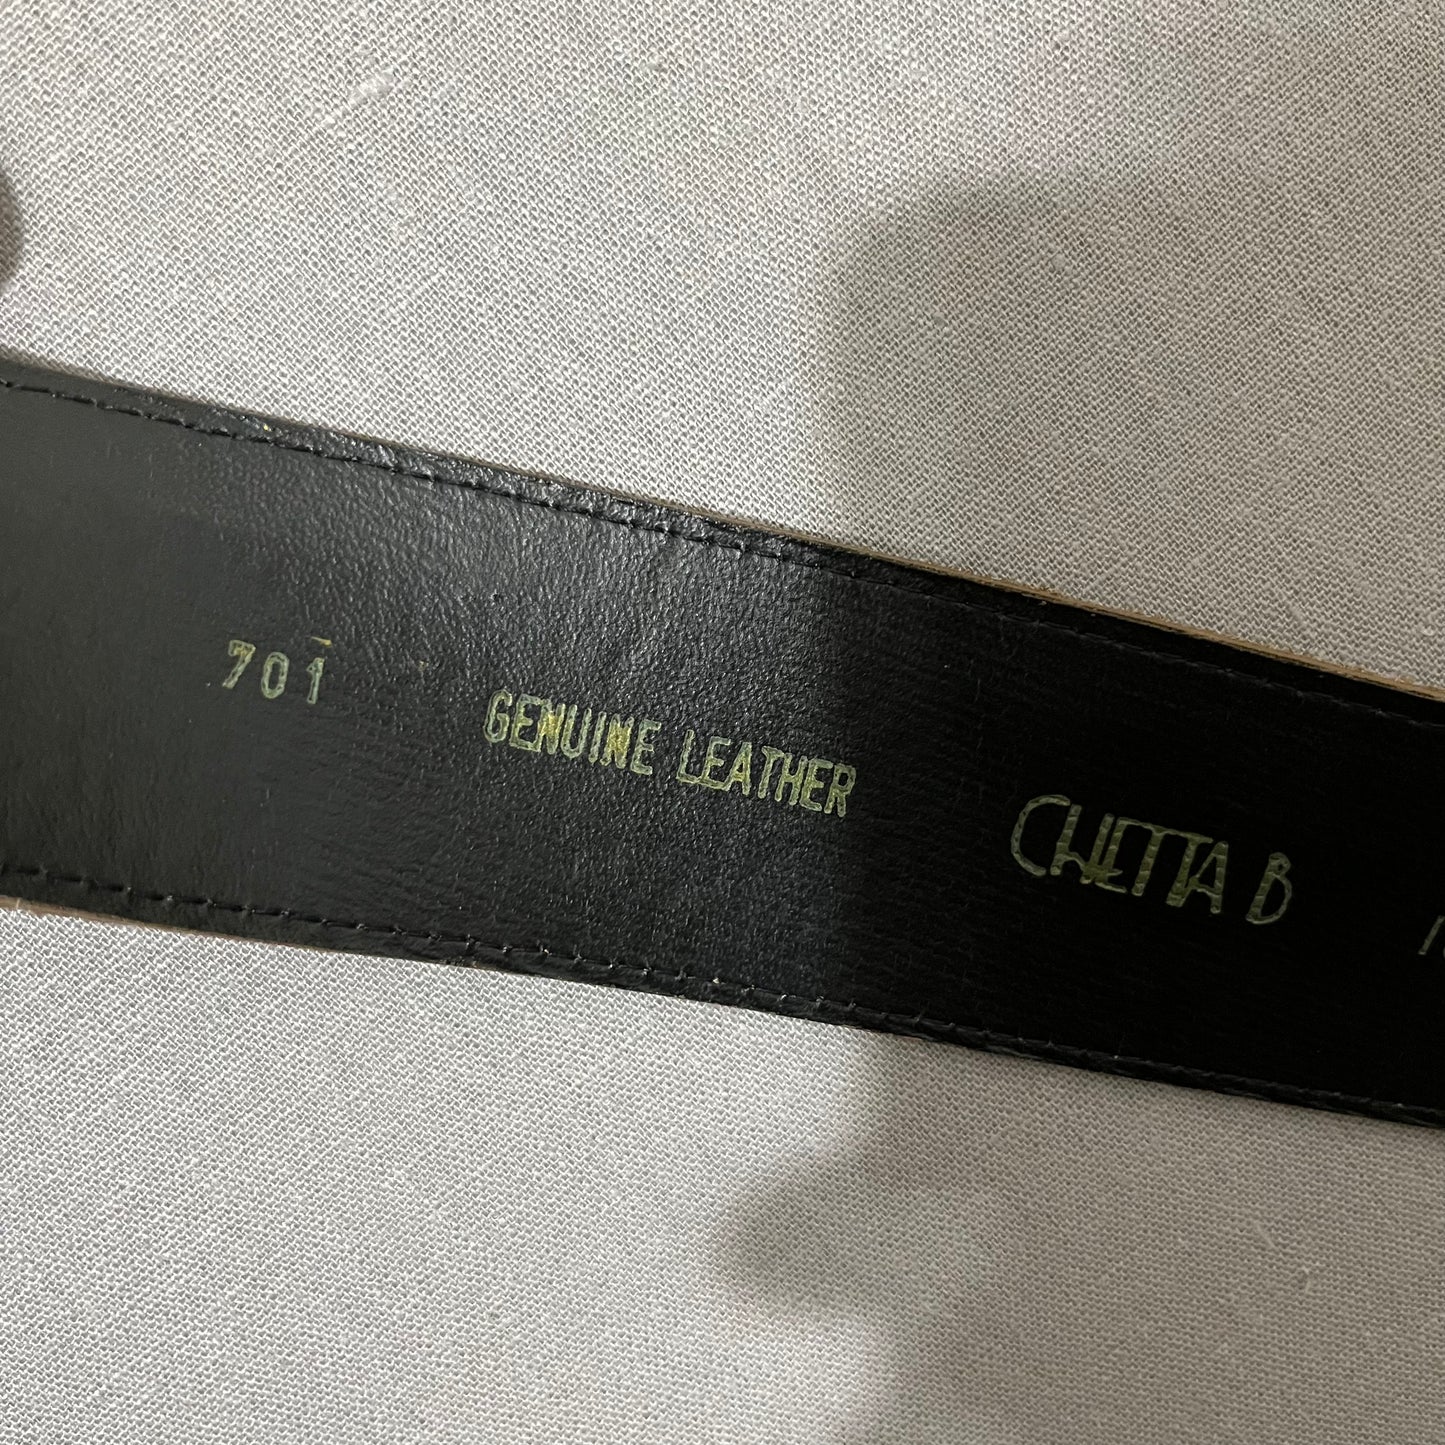 701 GENUINE LEATHER CHETTA B